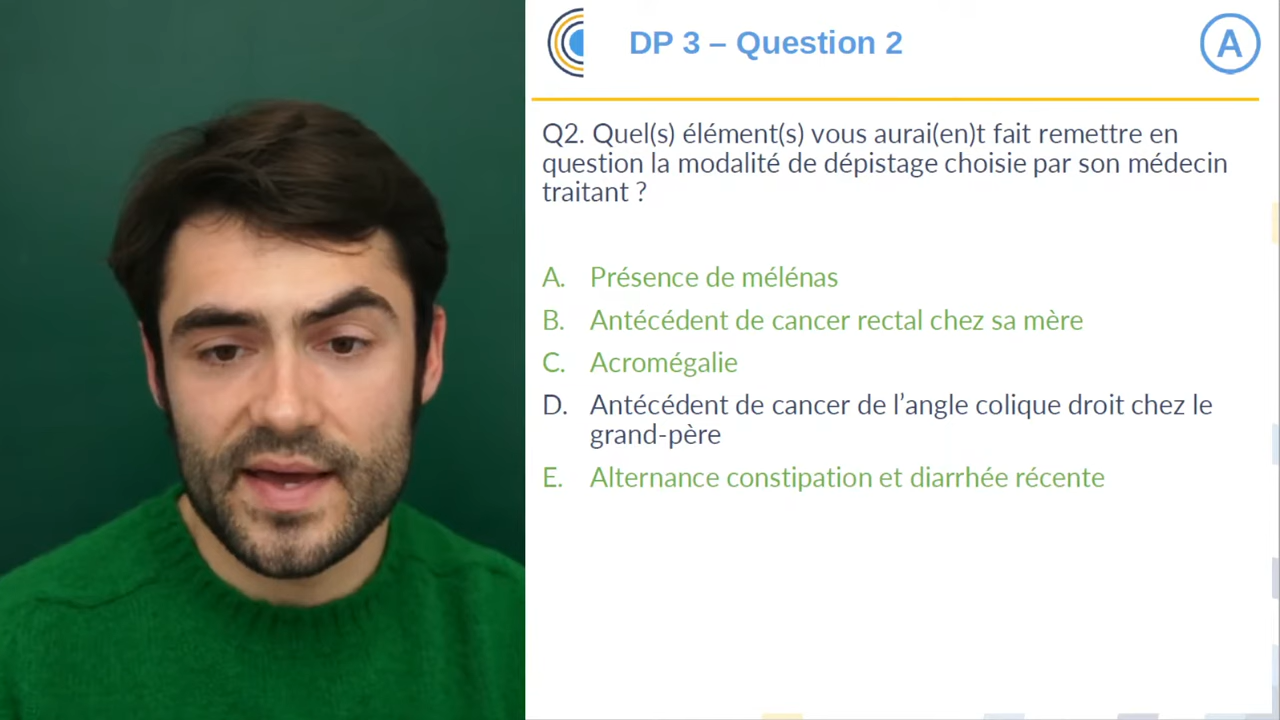 DP 3 – Question 2
A
Q2. Quel(s) élément(s) vous aurai(en)t fait remettre en
question la modalité de dépistage choisie par son médecin
traitant ?
A. Présence de mélénas
B. Antécédent de cancer rectal chez sa mère
C. Acromégalie
D. Antécédent de cancer de l’angle colique droit chez le
grand-père
E. Alternance constipation et diarrhée récente